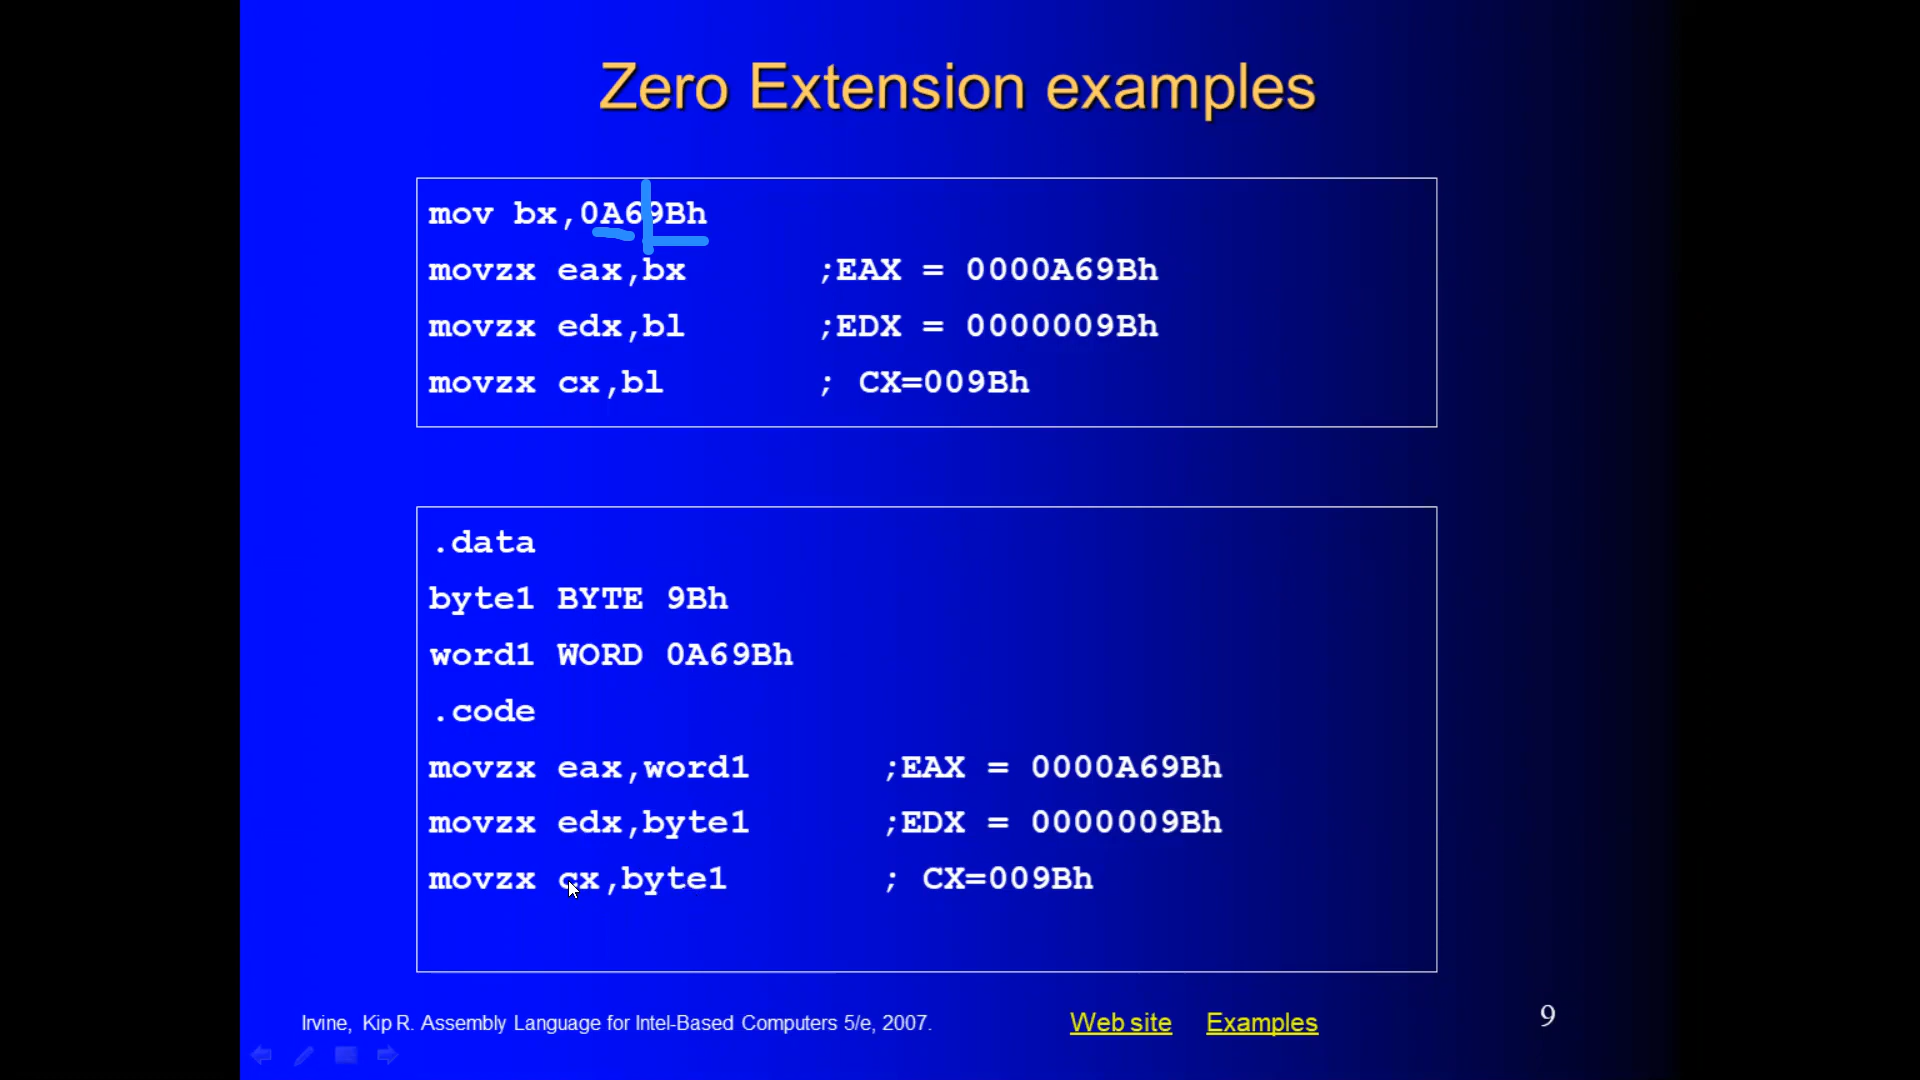 Zero Extension examples
mov bx,0A69Bh
movzx eax,bx ;EAX = 0000A69Bh
movzx edx,bl ;EDX = 0000009Bh
movzx cx,bl ; CX=009Bh
.data
byte1 BYTE 9Bh
word1 WORD 0A69Bh
.code
movzx eax,word1 ;EAX = 0000A69Bh
movzx edx,byte1 ;EDX = 0000009Bh
movzx cx,byte1 ; CX=009Bh
Irvine, Kip R. Assembly Language for Intel-Based Computers 5/e, 2007. Web site Examples 9